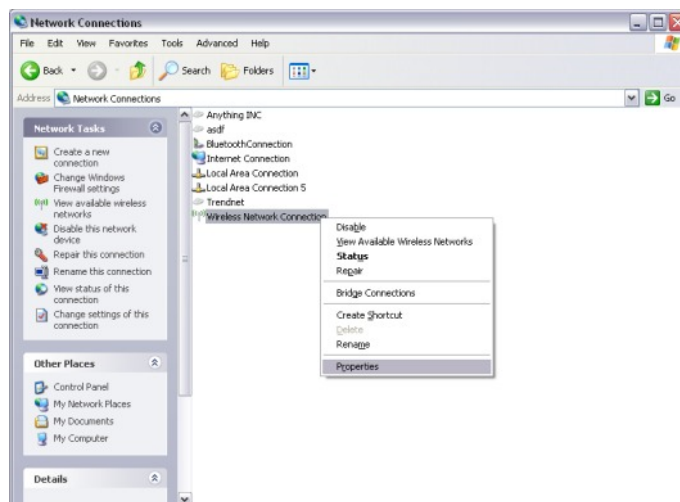 Network Connections
File Edit View Favorites Tools Advanced Help
Back Search Folders
Address Network Connections Go
Network Tasks
Create a new
connection
Change Windows
Firewall settings
View available wireless
networks
Disable this network
device
Repair this connection
Rename this connection
View status of this
connection
Change settings of this
connection
Other Places
Control Panel
My Network Places
My Documents
My Computer
Details
Anything INC
asdf
BluetoothConnection
Internet Connection
Local Area Connection
Local Area Connection 5
Trendnet
Wireless Network Connection
Disable
View Available Wireless Networks
Status
Repair
Bridge Connections
Create Shortcut
Delete
Rename
Properties